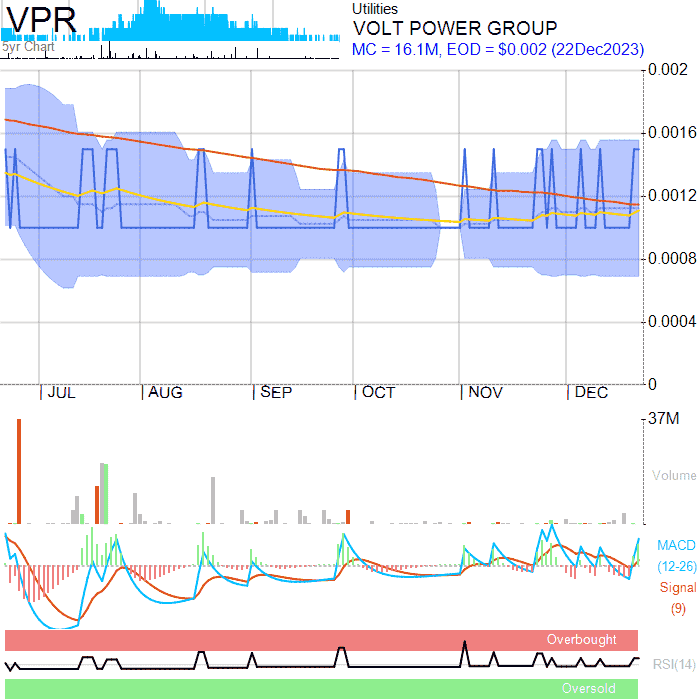 VPR
5yr Chart
Utilities
VOLT POWER GROUP
MC = 16.1M, EOD = $0.002 (22Dec2023)
0.002
0.0016
0.0012
0.0008
0.0004
0
JUL AUG SEP OCT NOV DEC
37M
Volume
MACD
(12-26)
Signal
(9)
Overbought
RSI(14)
Oversold